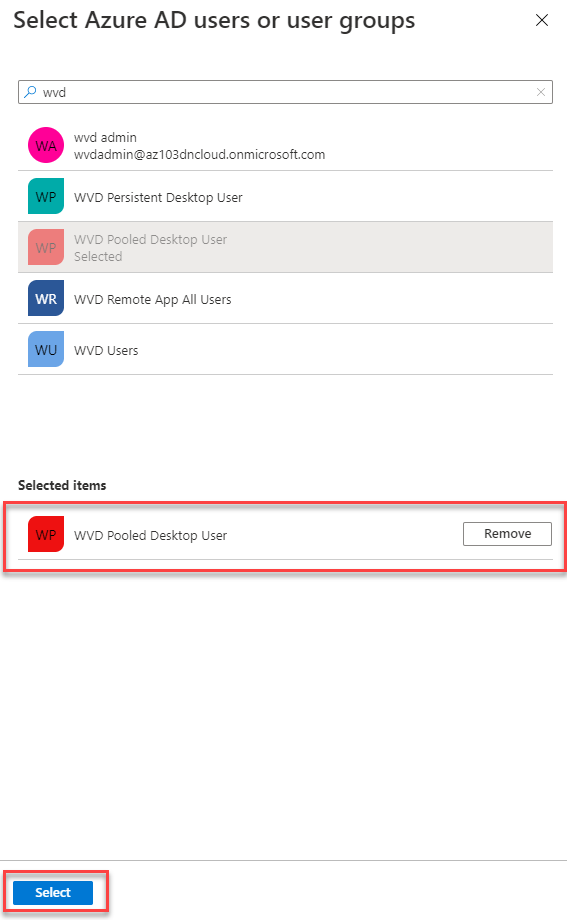 Select Azure AD users or user groups
wvd
WA
wvd admin
wvdadmin@az103dncloud.onmicrosoft.com
WP
WVD Persistent Desktop User
WP
WVD Pooled Desktop User
Selected
WR
WVD Remote App All Users
WU
WVD Users
Selected items
WP
WVD Pooled Desktop User
Remove
Select